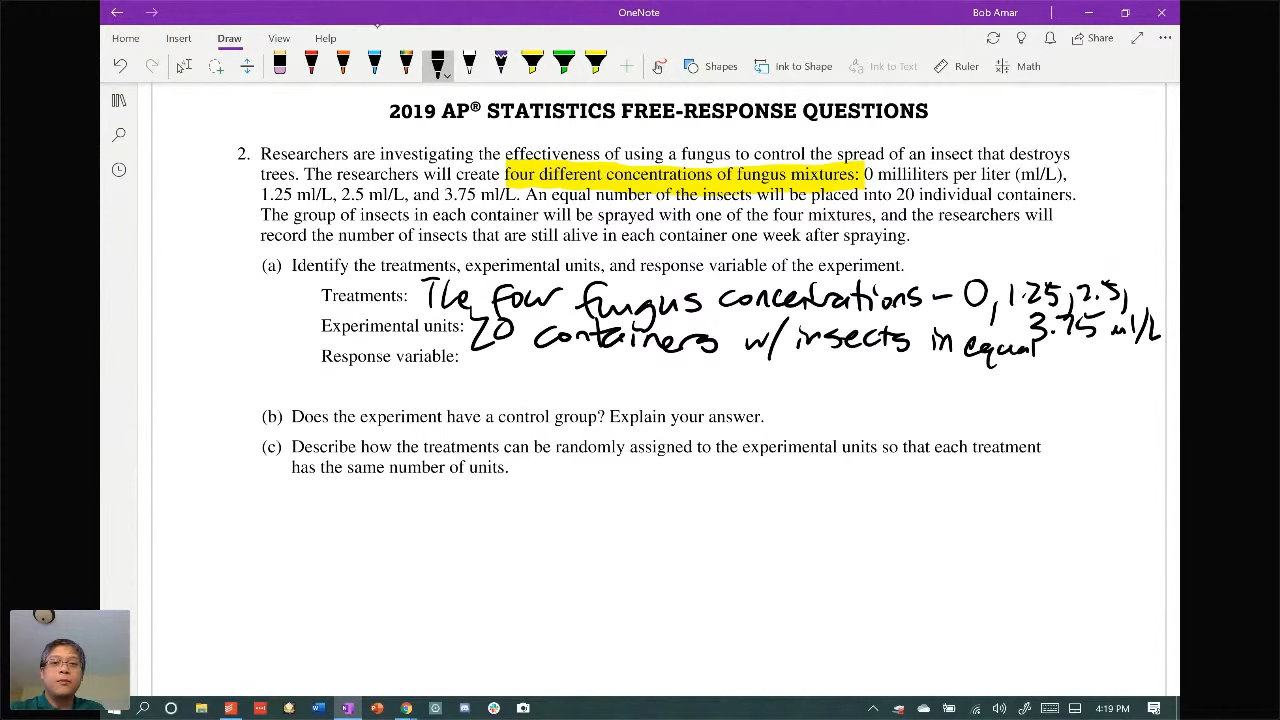 OneNote
Bob Amar
Home Insert Draw View Help
Share
Shapes Ink to Shape Ink to Text Ruler Math
2019 AP® STATISTICS FREE-RESPONSE QUESTIONS
2. Researchers are investigating the effectiveness of using a fungus to control the spread of an insect that destroys
trees. The researchers will create four different concentrations of fungus mixtures: 0 milliliters per liter (ml/L),
1.25 ml/L, 2.5 ml/L, and 3.75 ml/L. An equal number of the insects will be placed into 20 individual containers.
The group of insects in each container will be sprayed with one of the four mixtures, and the researchers will
record the number of insects that are still alive in each container one week after spraying.
(a) Identify the treatments, experimental units, and response variable of the experiment.
Treatments: The four fungus concentrations – 0, 1.25, 2.5,
3.75 ml/L
Experimental units: 20 containers w/ insects in equal
Response variable:
(b) Does the experiment have a control group? Explain your answer.
(c) Describe how the treatments can be randomly assigned to the experimental units so that each treatment
has the same number of units.
4:19 PM